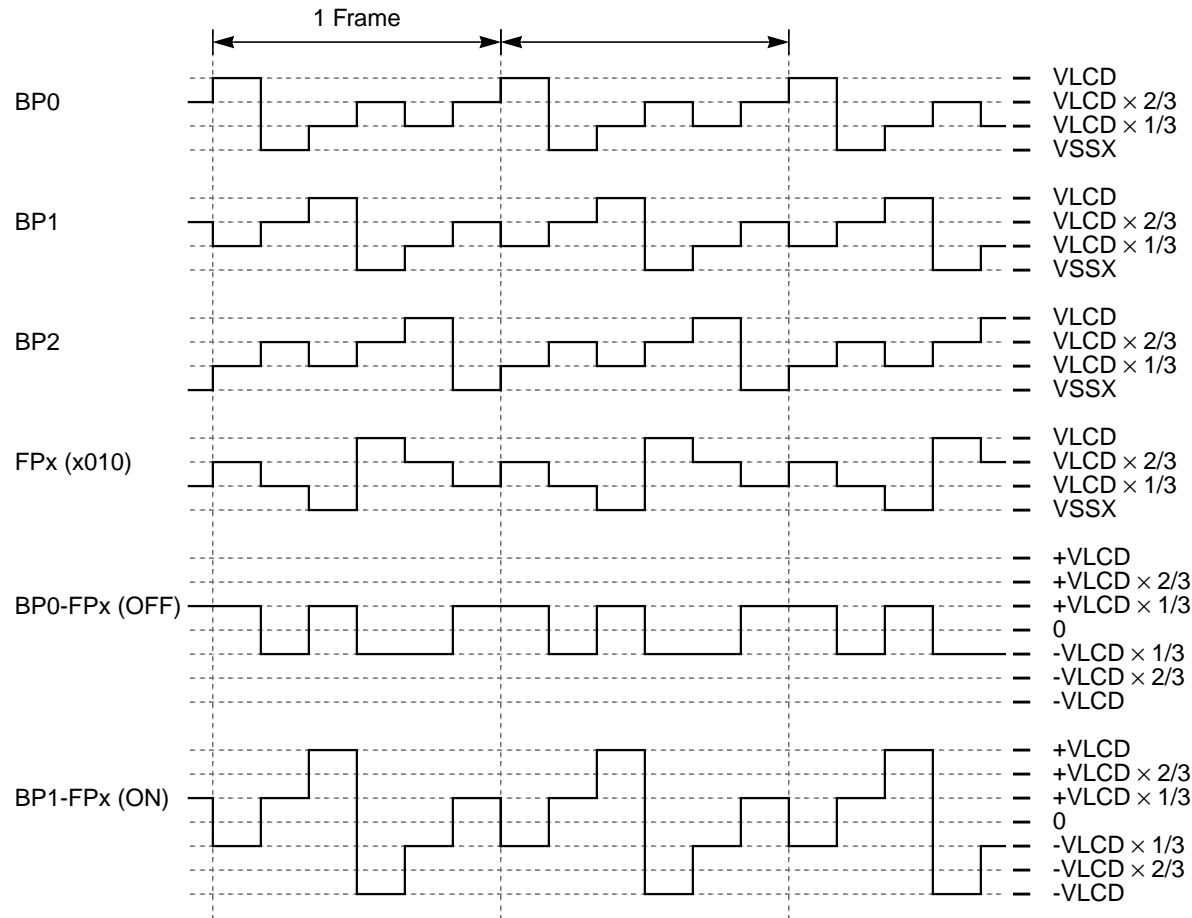 1 Frame
BP0
VLCD
VLCD × 2/3
VLCD × 1/3
VSSX
BP1
VLCD
VLCD × 2/3
VLCD × 1/3
VSSX
BP2
VLCD
VLCD × 2/3
VLCD × 1/3
VSSX
FPx (x010)
VLCD
VLCD × 2/3
VLCD × 1/3
VSSX
BP0-FPx (OFF)
+VLCD
+VLCD × 2/3
+VLCD × 1/3
0
-VLCD × 1/3
-VLCD × 2/3
-VLCD
BP1-FPx (ON)
+VLCD
+VLCD × 2/3
+VLCD × 1/3
0
-VLCD × 1/3
-VLCD × 2/3
-VLCD